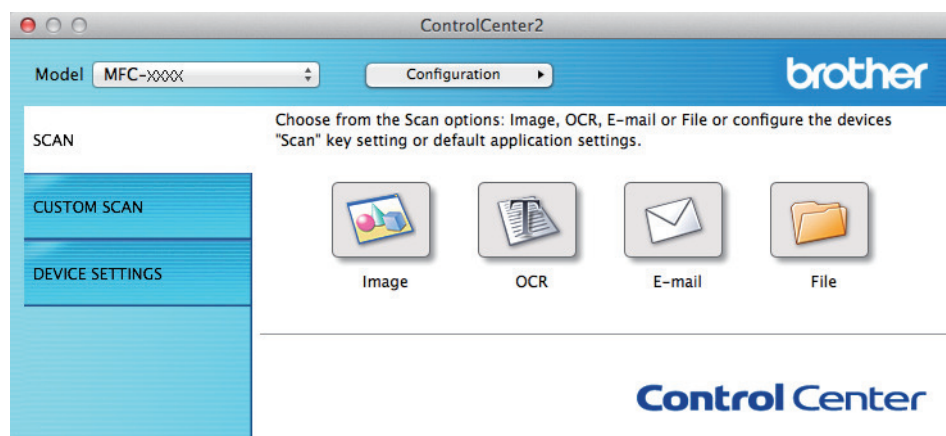 ControlCenter2
Model MFC-XXXX Configuration
brother
SCAN
CUSTOM SCAN
DEVICE SETTINGS
Choose from the Scan options: Image, OCR, E-mail or File or configure the devices
"Scan" key setting or default application settings.
Image OCR E-mail File
Control Center